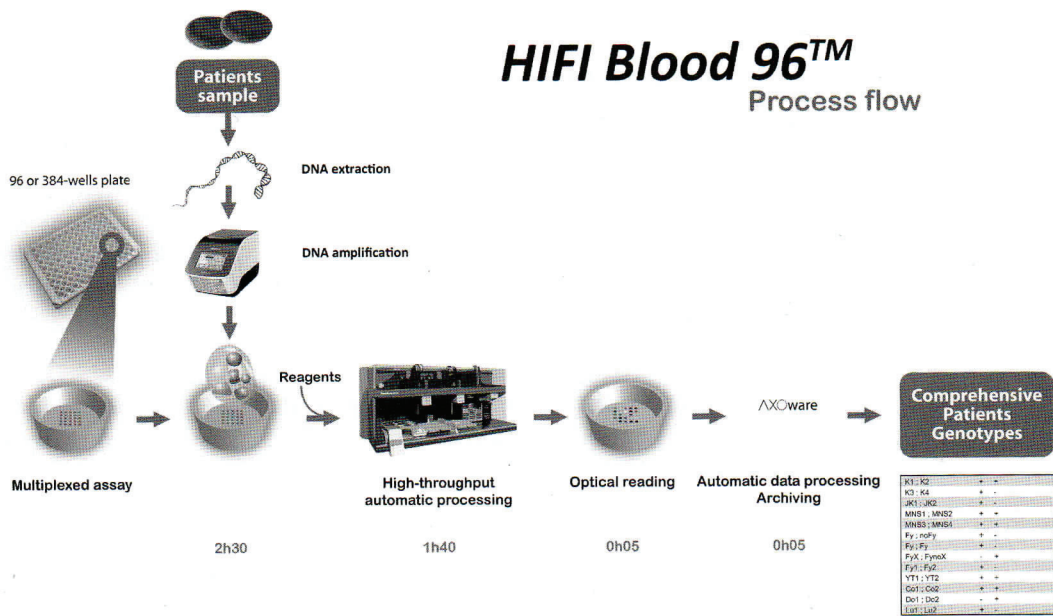 HIFI Blood 96™
Process flow
Patients
sample
DNA extraction
96 or 384-wells plate
DNA amplification
Reagents
ΛXOware
Comprehensive
Patients
Genotypes
Multiplexed assay
High-throughput
automatic processing
Optical reading
Automatic data processing
Archiving
2h30
1h40
0h05
0h05
K1 ; K2 + +
K3 ; K4 + -
JK1 ; JK2 + -
MNS1 ; MNS2 + +
MNS3 ; MNS4 + +
Fy ; noFy + -
Fy ; Fy + -
FyX ; FynoX - +
Fy1 ; Fy2 + -
YT1 ; YT2 + +
Co1 ; Co2 + +
Do1 ; Do2 - +
Lu1 ; Lu2 + -